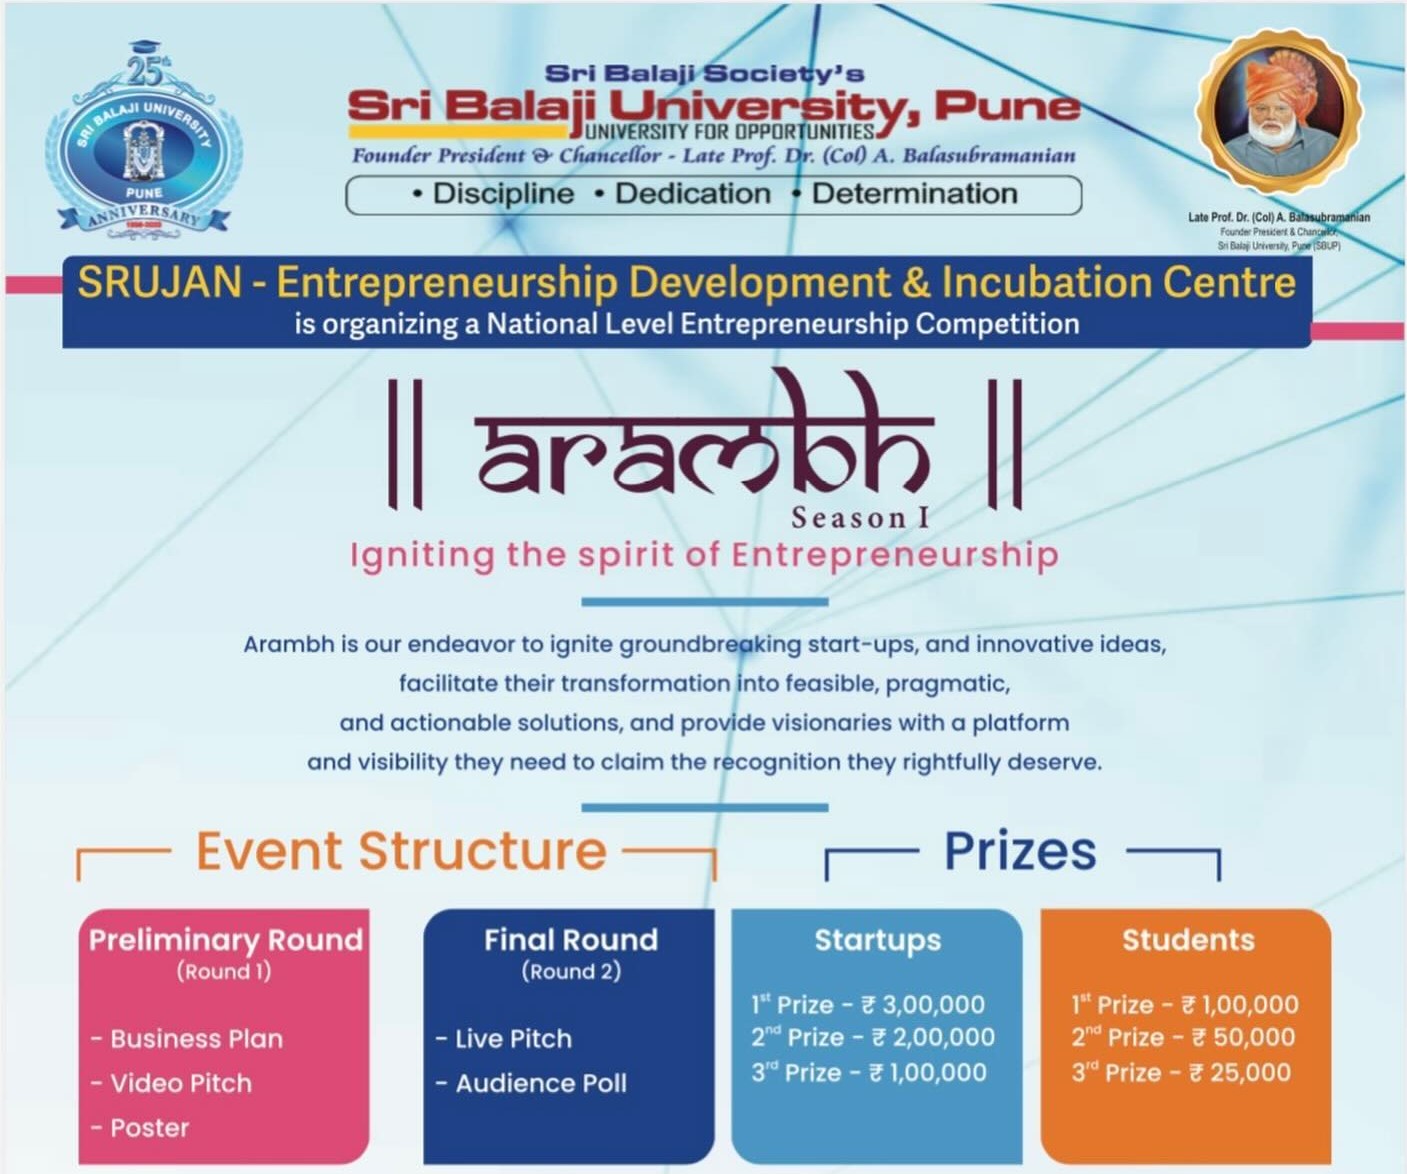 25th
SRI BALAJI UNIVERSITY
PUNE
ANNIVERSARY
Sri Balaji Society's
Sri Balaji University, Pune
UNIVERSITY FOR OPPORTUNITIES
Founder President & Chancellor - Late Prof. Dr. (Col) A. Balasubramanian
• Discipline • Dedication • Determination
Late Prof. Dr. (Col) A. Balasubramanian
Founder President & Chancellor,
Sri Balaji University, Pune (SBUP)
SRUJAN - Entrepreneurship Development & Incubation Centre
is organizing a National Level Entrepreneurship Competition
|| arambh ||
Season I
Igniting the spirit of Entrepreneurship
Arambh is our endeavor to ignite groundbreaking start-ups, and innovative ideas,
facilitate their transformation into feasible, pragmatic,
and actionable solutions, and provide visionaries with a platform
and visibility they need to claim the recognition they rightfully deserve.
Event Structure
Preliminary Round
(Round 1)
- Business Plan
- Video Pitch
- Poster
Final Round
(Round 2)
- Live Pitch
- Audience Poll
Prizes
Startups
1st Prize - ₹ 3,00,000
2nd Prize - ₹ 2,00,000
3rd Prize - ₹ 1,00,000
Students
1st Prize - ₹ 1,00,000
2nd Prize - ₹ 50,000
3rd Prize - ₹ 25,000